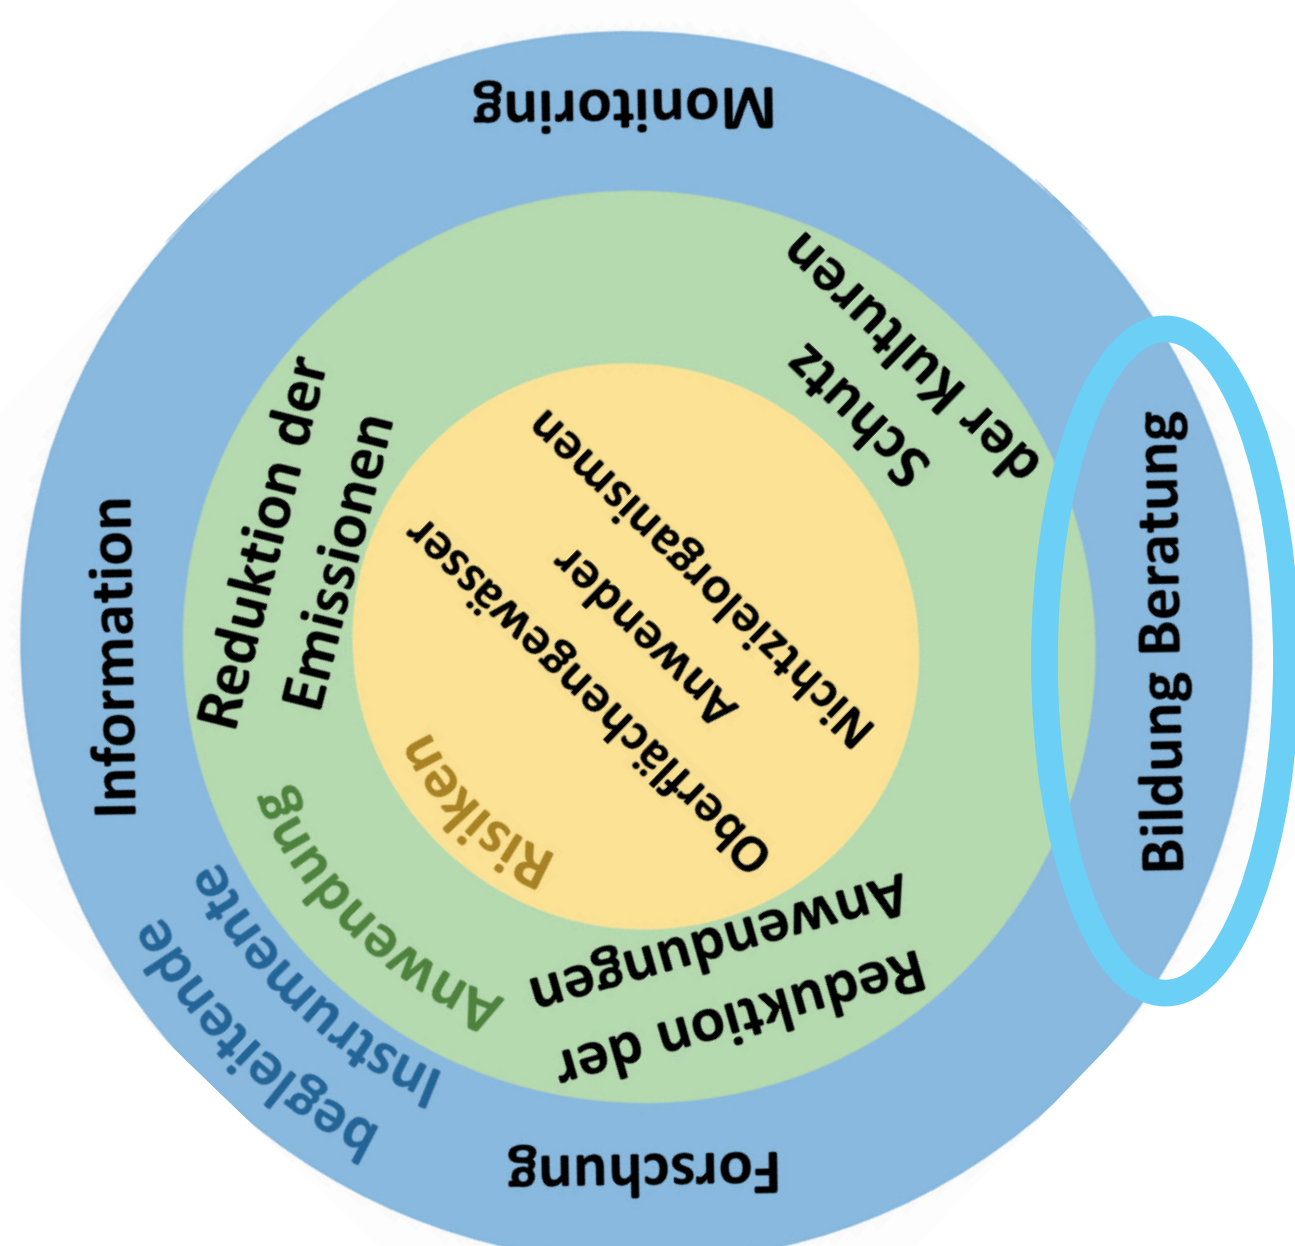 Monitoring
Schutz
der Kulturen
Reduktion der
Emissionen
Nichtzielorganismen
Anwender
Oberflächengewässer
Risiken
Information
Bildung Beratung
Anwendung
begleitende
Instrumente
Reduktion der
Anwendungen
Forschung